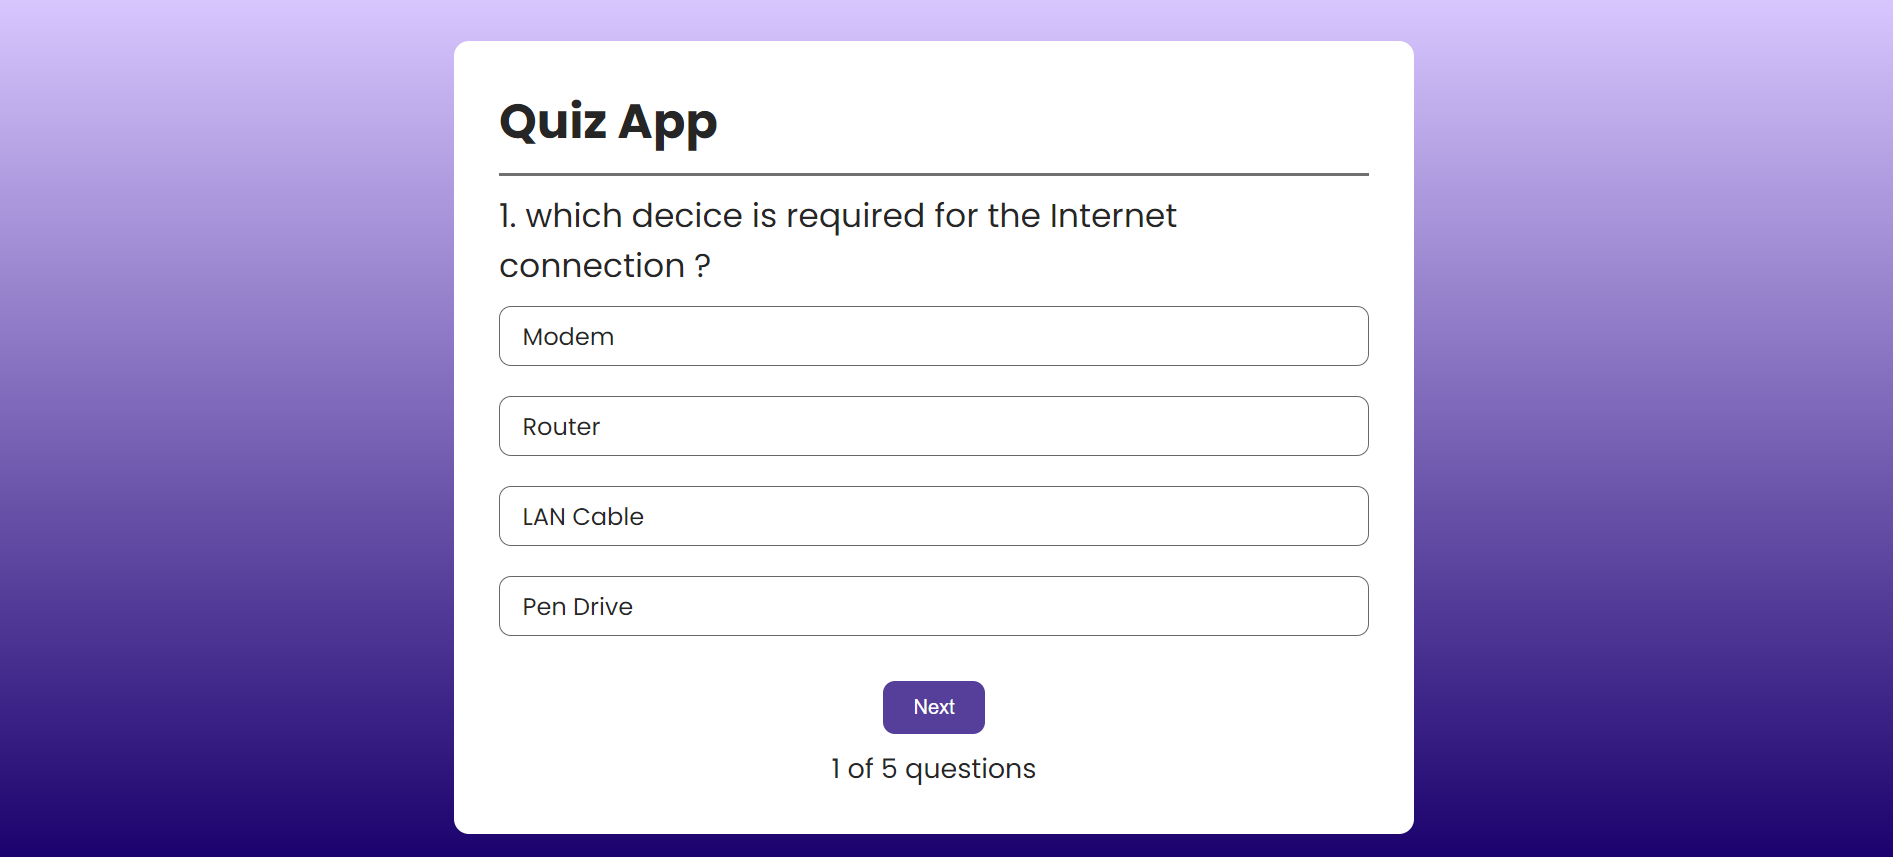 Quiz App
1. which decice is required for the Internet
connection ?
Modem
Router
LAN Cable
Pen Drive
Next
1 of 5 questions